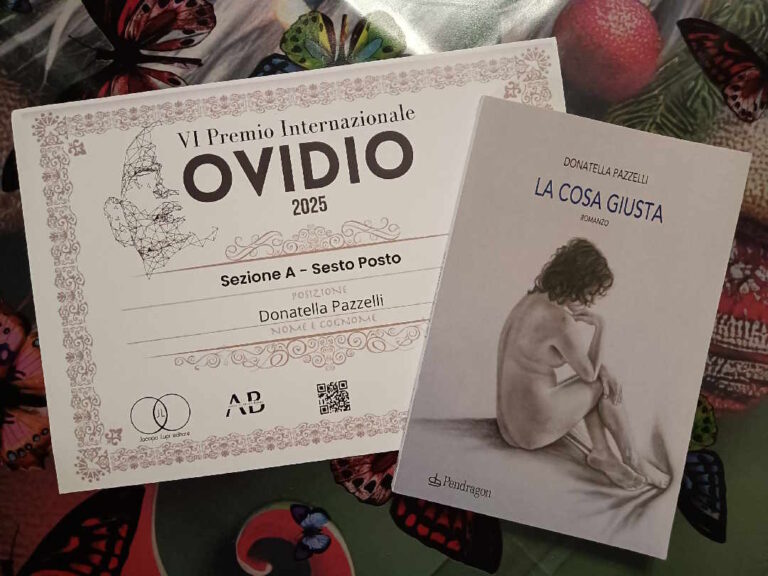 VI Premio Internazionale
OVIDIO
2025
Sezione A - Sesto Posto
POSIZIONE
Donatella Pazzelli
NOME E COGNOME
JL
Jacopo Lupi editore
AB
DONATELLA PAZZELLI
LA COSA GIUSTA
ROMANZO
Pendragon